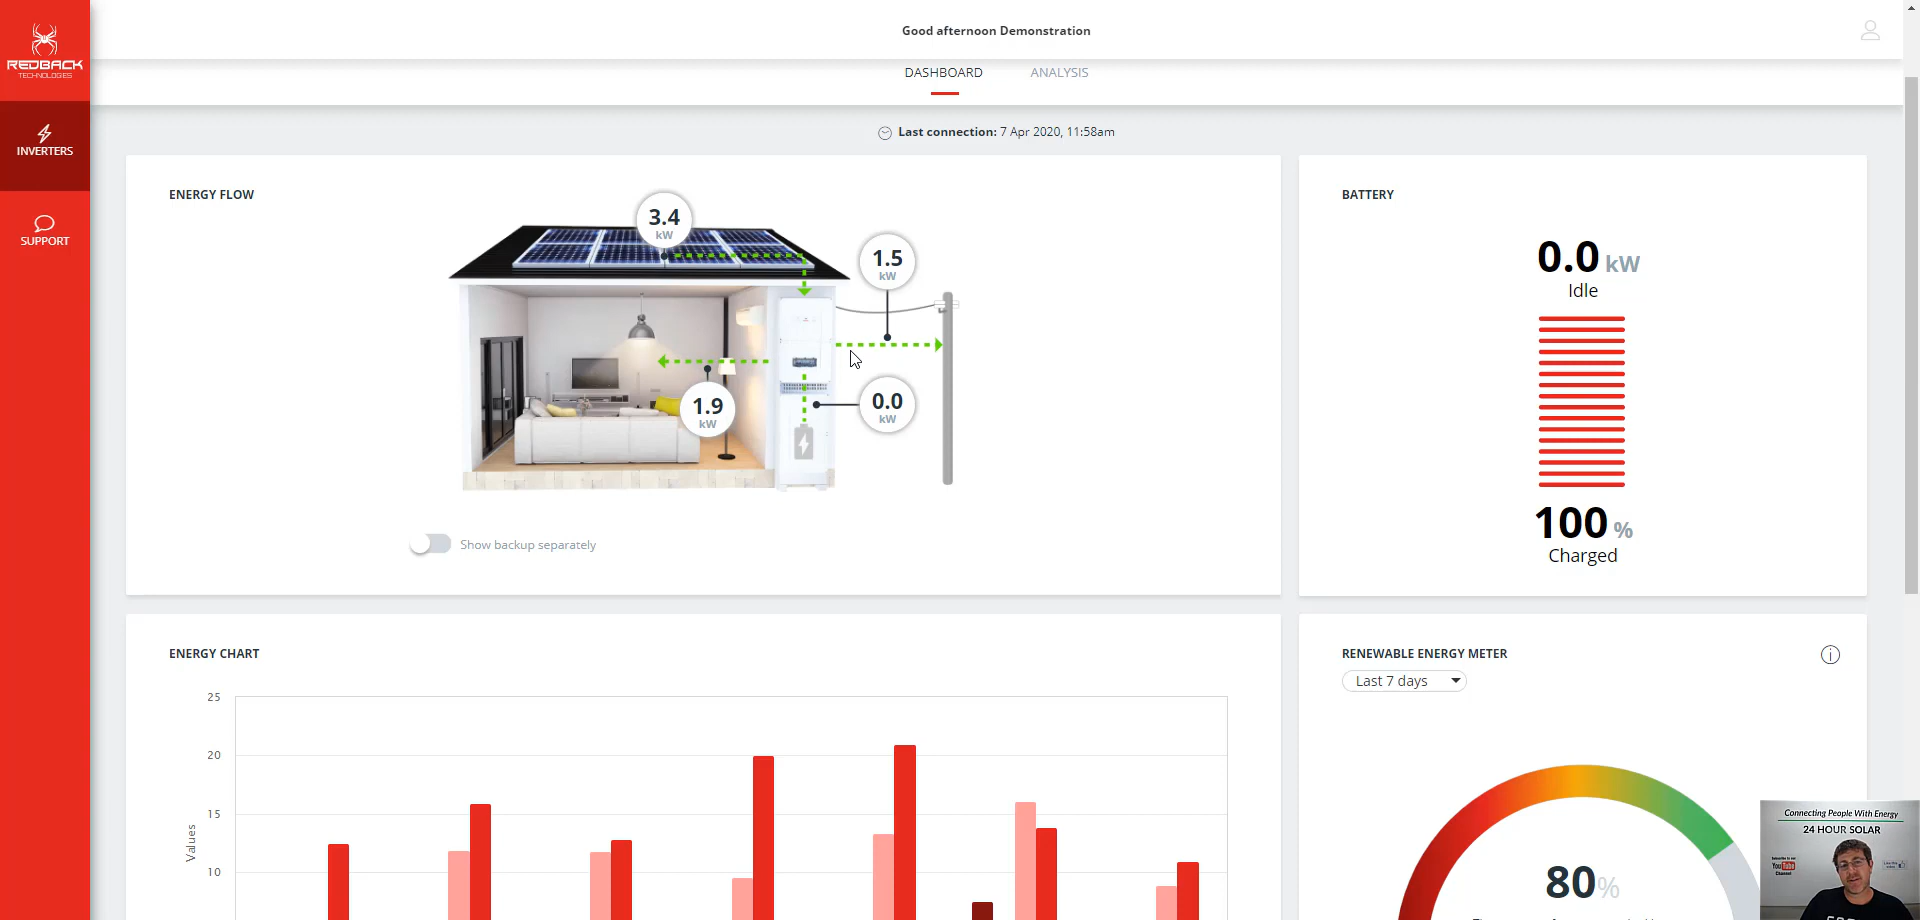 Good afternoon Demonstration
REDBACK
TECHNOLOGIES
DASHBOARD
ANALYSIS
INVERTERS
SUPPORT
Last connection: 7 Apr 2020, 11:58am
ENERGY FLOW
3.4
kW
1.5
kW
1.9
kW
0.0
kW
Show backup separately
BATTERY
0.0 kW
Idle
100 %
Charged
ENERGY CHART
25
20
15
10
Values
RENEWABLE ENERGY METER
Last 7 days
80%
Connecting People With Energy
24 HOUR SOLAR
YouTube
Channel